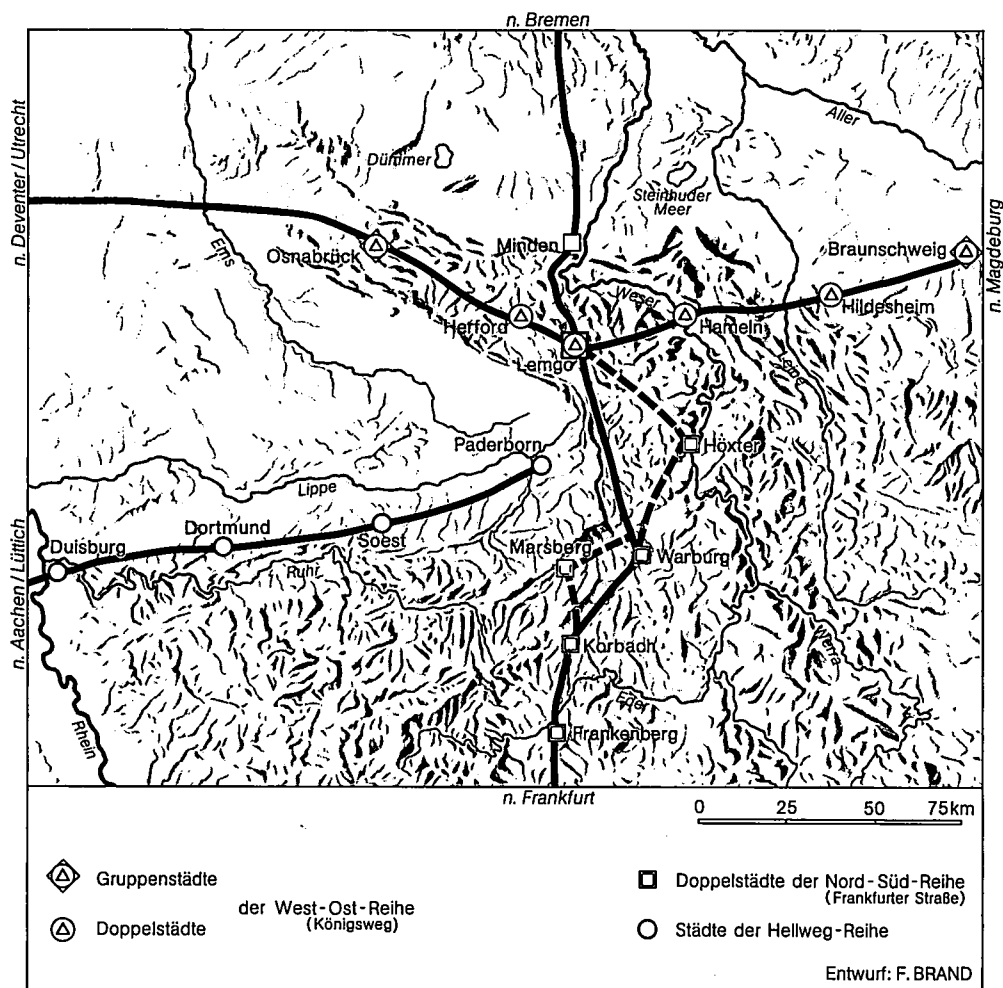 n. Bremen
n. Deventer / Utrecht
Aller
Dümmer
Steinhuder
Meer
Ems
Minden
Osnabrück
Braunschweig
n. Magdeburg
Weser
Hildesheim
Herford
Hameln
Lemgo
Leine
Paderborn
Höxter
Lippe
Dortmund
Soest
Duisburg
Marsberg
Warburg
Ruhr
n. Aachen / Lüttich
Korbach
Werra
Eder
Rhein
Frankenberg
n. Frankfurt
0 25 50 75km
Gruppenstädte
der West-Ost-Reihe
(Königsweg)
Doppelstädte
Doppelstädte der Nord-Süd-Reihe
(Frankfurter Straße)
Städte der Hellweg-Reihe
Entwurf: F. BRAND